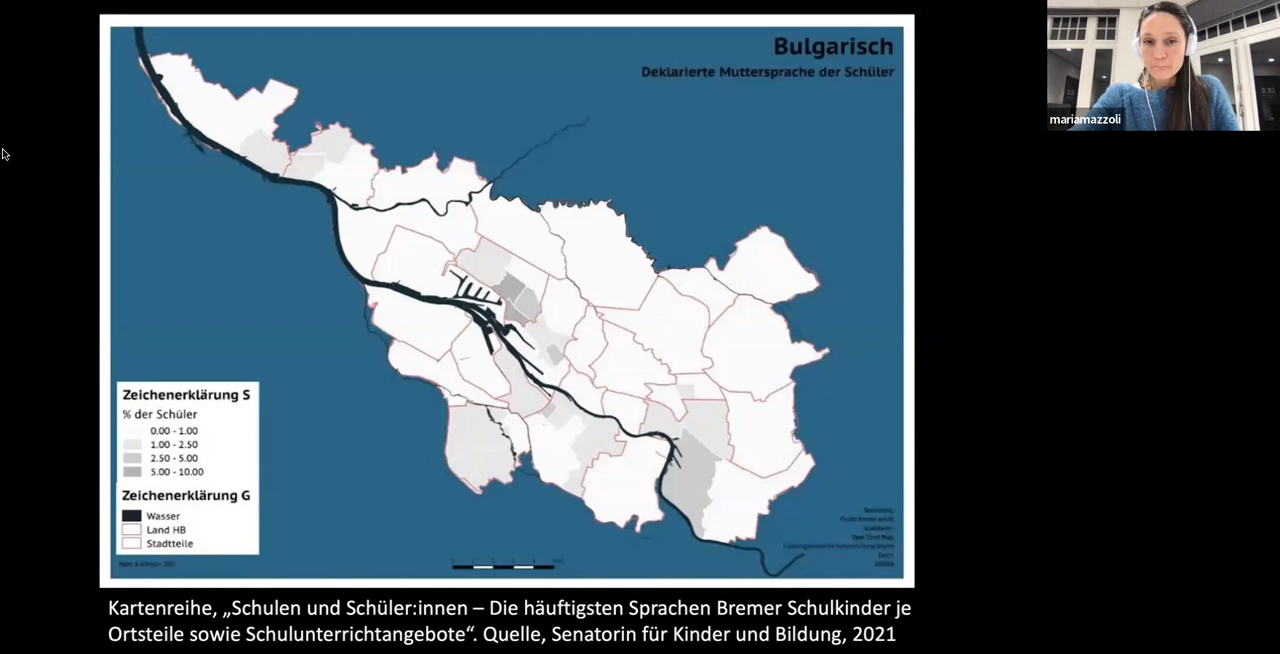 Bulgarisch
Deklarierte Muttersprache der Schüler
mariamazzoli
Zeichenerklärung S
% der Schüler
0.00 - 1.00
1.00 - 2.50
2.50 - 5.00
5.00 - 10.00
Zeichenerklärung G
Wasser
Land HB
Stadtteile
Kartenreihe, „Schulen und Schüler:innen – Die häuftigsten Sprachen Bremer Schulkinder je
Ortsteile sowie Schulunterrichtangebote“. Quelle, Senatorin für Kinder und Bildung, 2021